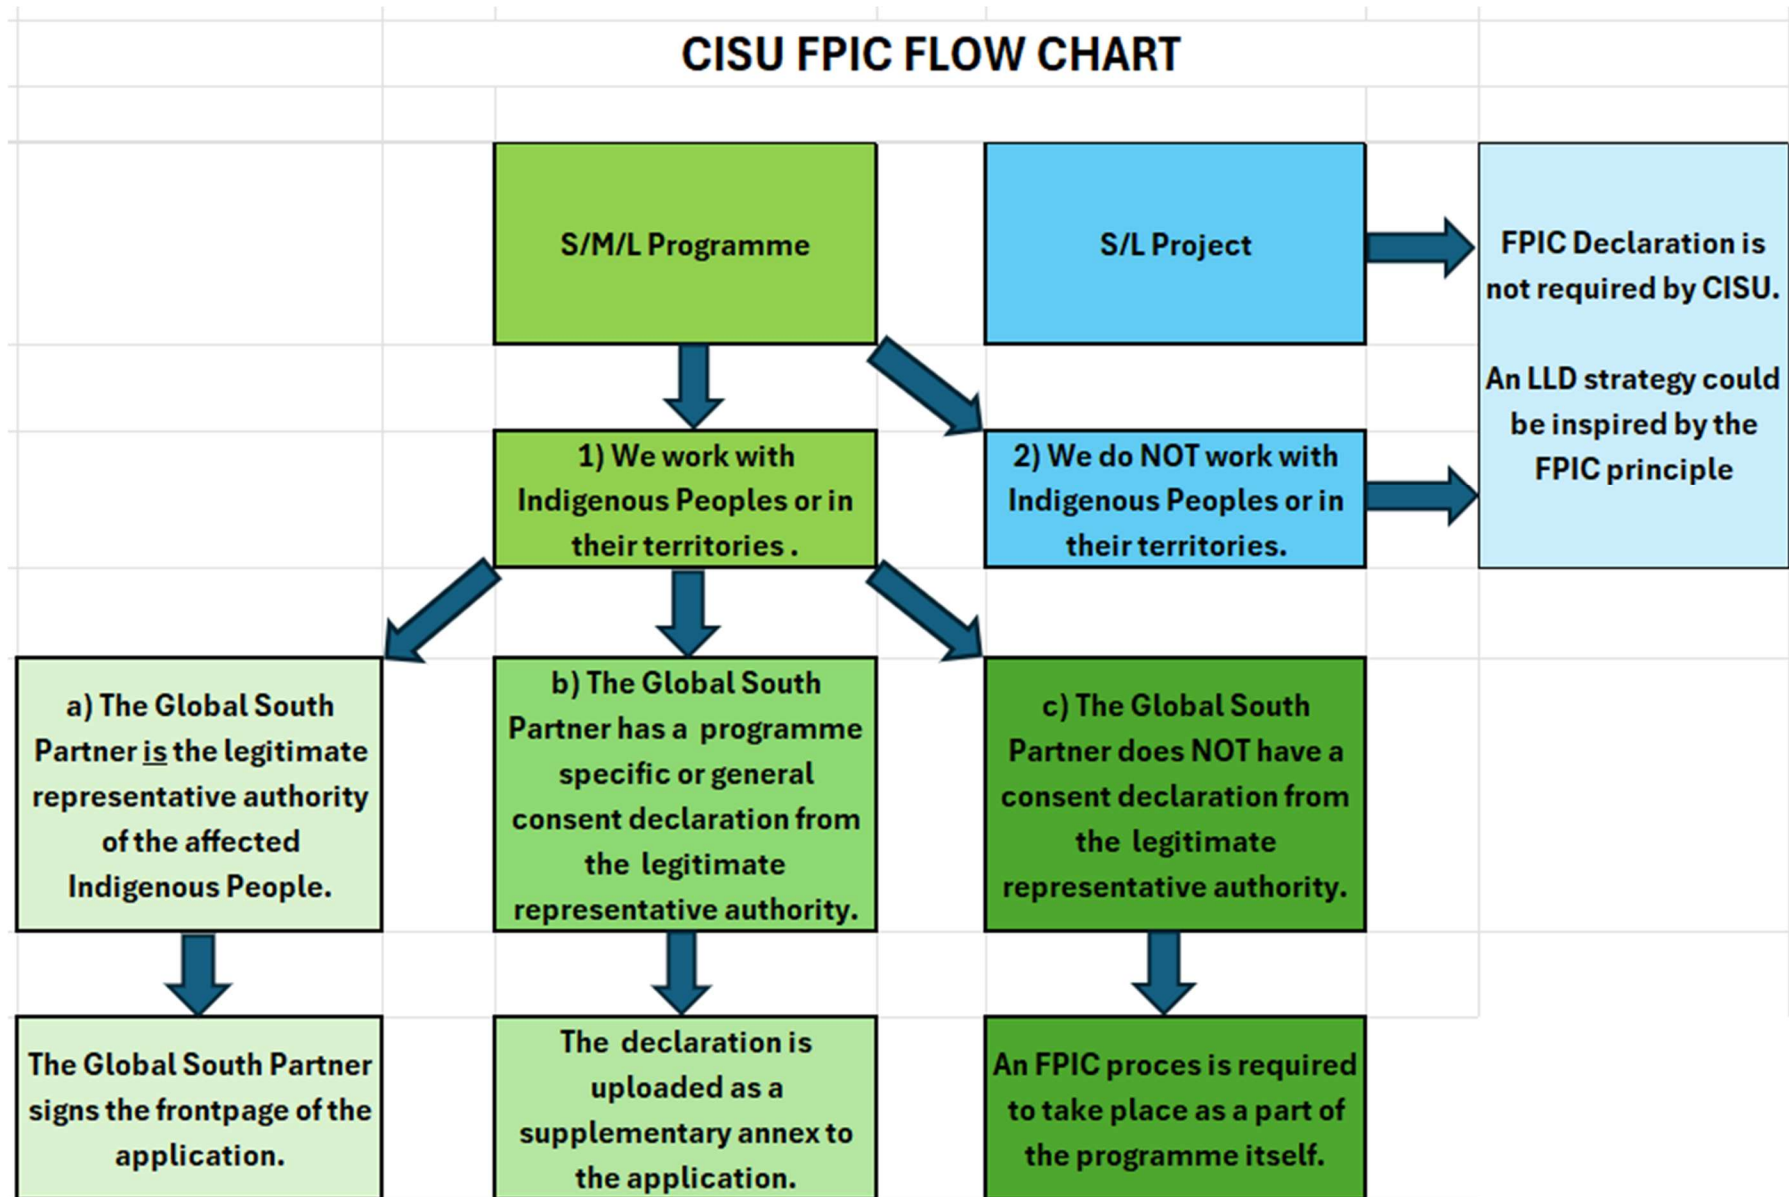 CISU FPIC FLOW CHART
S/M/L Programme
S/L Project
FPIC Declaration is
not required by CISU.
An LLD strategy could
be inspired by the
FPIC principle
1) We work with
Indigenous Peoples or in
their territories .
2) We do NOT work with
Indigenous Peoples or in
their territories.
a) The Global South
Partner is the legitimate
representative authority
of the affected
Indigenous People.
b) The Global South
Partner has a programme
specific or general
consent declaration from
the legitimate
representative authority.
c) The Global South
Partner does NOT have a
consent declaration from
the legitimate
representative authority.
The Global South Partner
signs the frontpage of the
application.
The declaration is
uploaded as a
supplementary annex to
the application.
An FPIC proces is required
to take place as a part of
the programme itself.